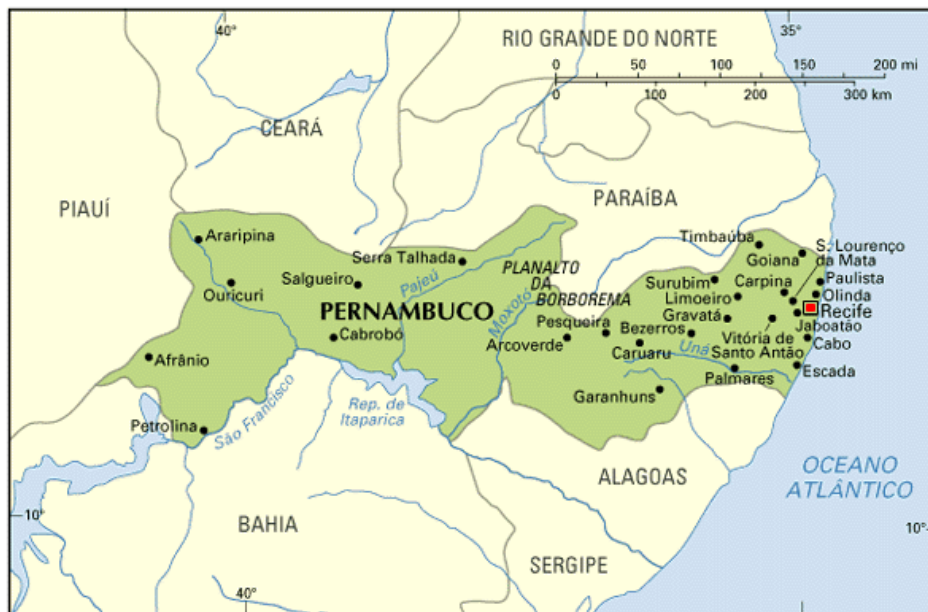 40°
35°
RIO GRANDE DO NORTE
0 50 100 150 200 mi
0 100 200 300 km
CEARÁ
PIAUÍ
PARAÍBA
Araripina
Timbaúba
S. Lourenço
da Mata
Goiana
Serra Talhada
PLANALTO
DA
BORBOREMA
Salgueiro
Pajeú
Surubim
Carpina
Paulista
Ouricuri
Limoeiro
Olinda
PERNAMBUCO
Moxotó
Gravatá
Recife
Pesqueira
Bezerros
Jaboatão
Cabrobó
Arcoverde
Caruaru
Uná
Vitória de
Santo Antão
Cabo
Afrânio
Palmares
Escada
Garanhuns
Rep. de
Itaparica
São Francisco
Petrolina
ALAGOAS
OCEANO
ATLÂNTICO
10°
BAHIA
10°
SERGIPE
40°